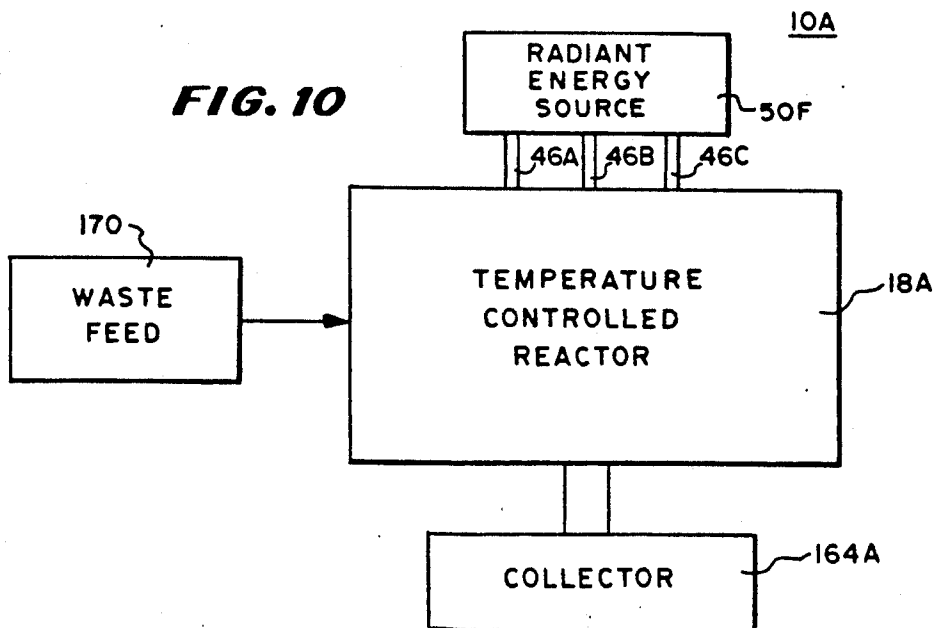 10A
FIG. 10
RADIANT
ENERGY
SOURCE
50F
46A
46B
46C
170
WASTE
FEED
TEMPERATURE
CONTROLLED
REACTOR
18A
COLLECTOR
164A